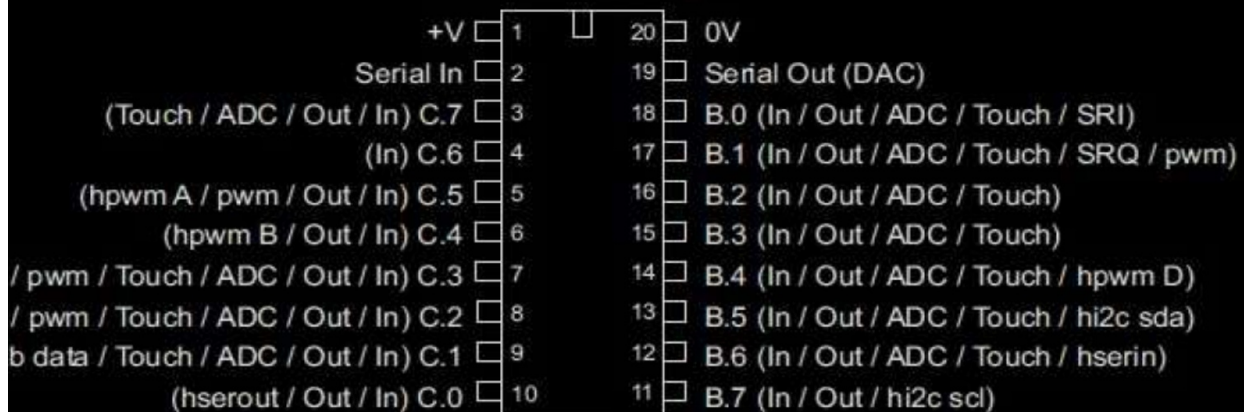 +V 1 20 0V
Serial In 2 19 Serial Out (DAC)
(Touch / ADC / Out / In) C.7 3 18 B.0 (In / Out / ADC / Touch / SRI)
(In) C.6 4 17 B.1 (In / Out / ADC / Touch / SRQ / pwm)
(hpwm A / pwm / Out / In) C.5 5 16 B.2 (In / Out / ADC / Touch)
(hpwm B / Out / In) C.4 6 15 B.3 (In / Out / ADC / Touch)
/ pwm / Touch / ADC / Out / In) C.3 7 14 B.4 (In / Out / ADC / Touch / hpwm D)
/ pwm / Touch / ADC / Out / In) C.2 8 13 B.5 (In / Out / ADC / Touch / hi2c sda)
b data / Touch / ADC / Out / In) C.1 9 12 B.6 (In / Out / ADC / Touch / hserin)
(hserout / Out / In) C.0 10 11 B.7 (In / Out / hi2c scl)